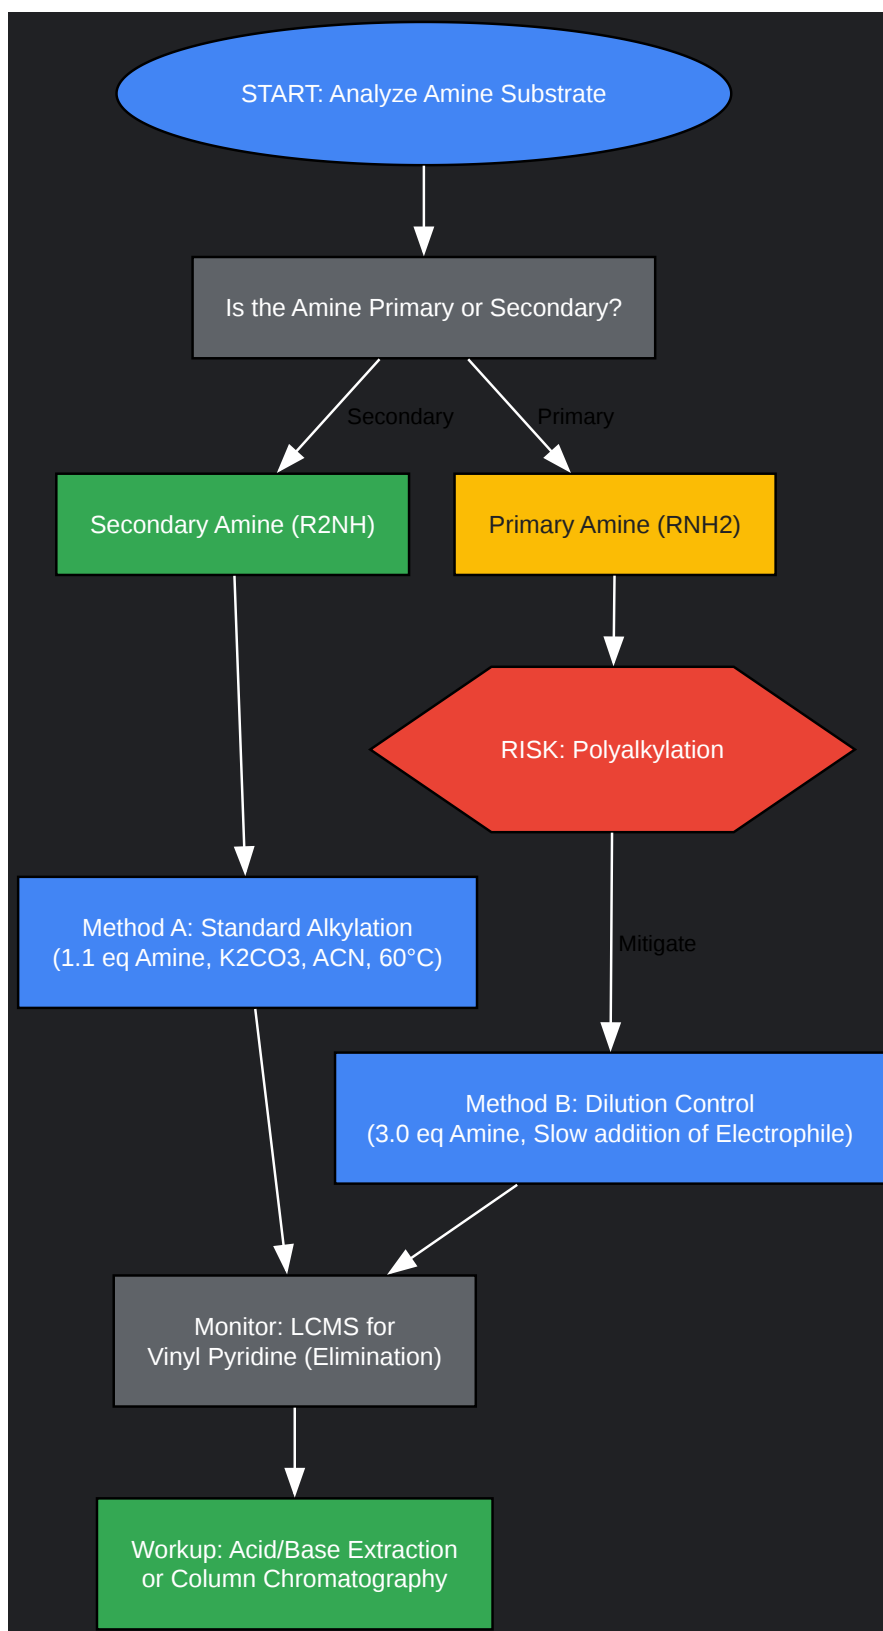 START: Analyze Amine Substrate
Is the Amine Primary or Secondary?
Secondary
Primary
Secondary Amine (R2NH)
Primary Amine (RNH2)
RISK: Polyalkylation
Method A: Standard Alkylation
(1.1 eq Amine, K2CO3, ACN, 60°C)
Mitigate
Method B: Dilution Control
(3.0 eq Amine, Slow addition of Electrophile)
Monitor: LCMS for
Vinyl Pyridine (Elimination)
Workup: Acid/Base Extraction
or Column Chromatography